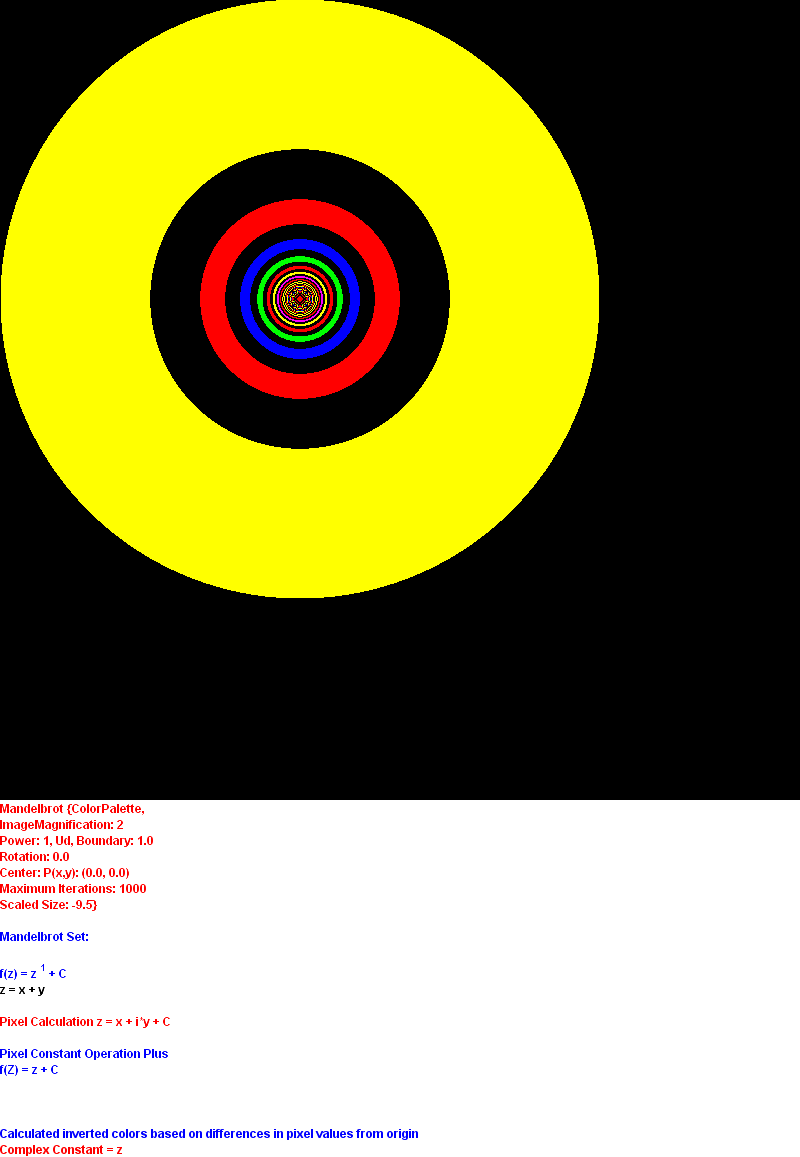 Mandelbrot {ColorPalette,
ImageMagnification: 2
Power: 1, Ud, Boundary: 1.0
Rotation: 0.0
Center: P(x,y): (0.0, 0.0)
Maximum Iterations: 1000
Scaled Size: -9.5}
Mandelbrot Set:
f(z) = z ¹ + C
z = x + y
Pixel Calculation z = x + i*y + C
Pixel Constant Operation Plus
f(Z) = z + C
Calculated inverted colors based on differences in pixel values from origin
Complex Constant = z